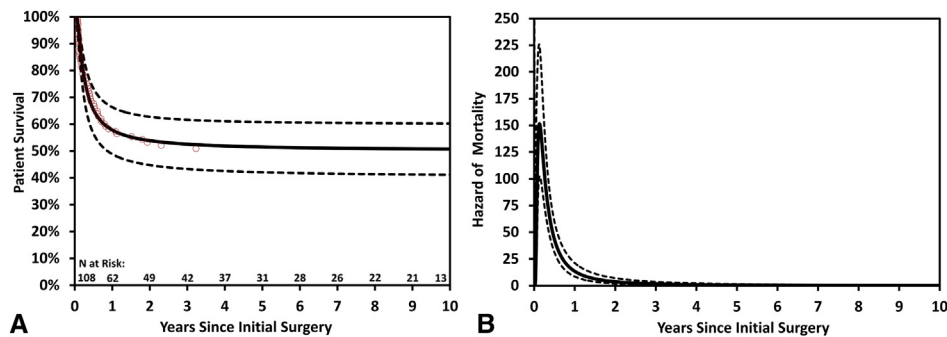 100%
90%
80%
70%
60%
50%
40%
30%
20%
10%
0%
Patient Survival
N at Risk:
108 62 49 42 37 31 28 26 22 21 13
0 1 2 3 4 5 6 7 8 9 10
Years Since Initial Surgery
A
250
225
200
175
150
125
100
75
50
25
0
Hazard of Mortality
0 1 2 3 4 5 6 7 8 9 10
Years Since Initial Surgery
B